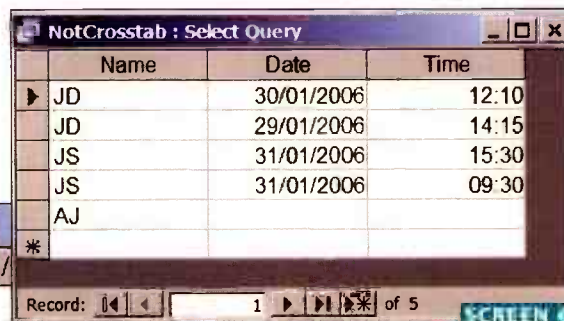 NotCrosstab : Select Query
Name Date Time
JD 30/01/2006 12:10
JD 29/01/2006 14:15
JS 31/01/2006 15:30
JS 31/01/2006 09:30
AJ
Record: 1 of 5
SCREEN